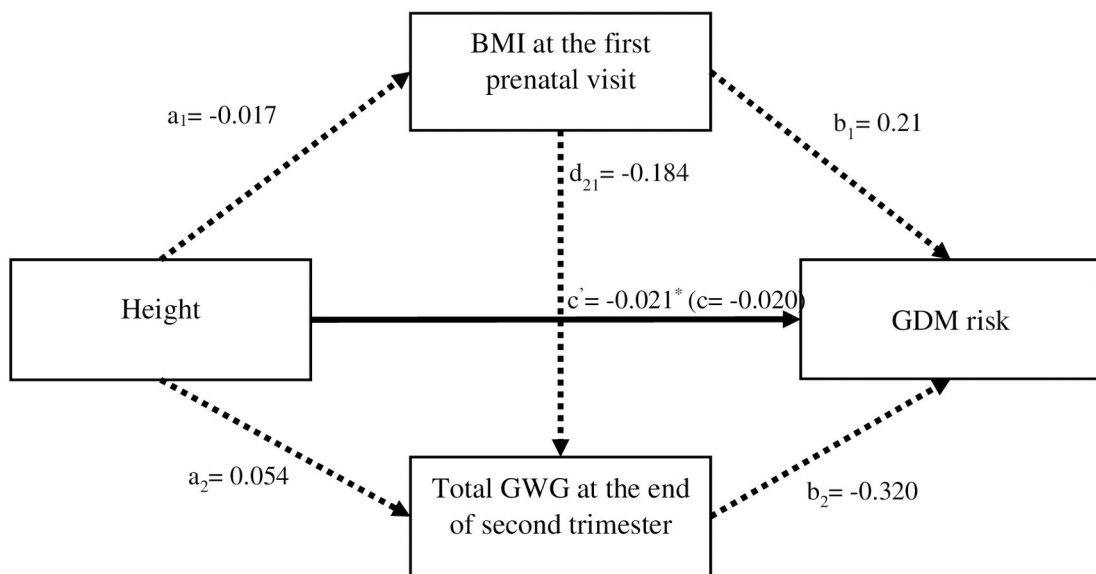 BMI at the first
prenatal visit
a₁= -0.017
b₁= 0.21
d₂₁= -0.184
Height
c’= -0.021* (c= -0.020)
GDM risk
a₂= 0.054
Total GWG at the end
of second trimester
b₂= -0.320